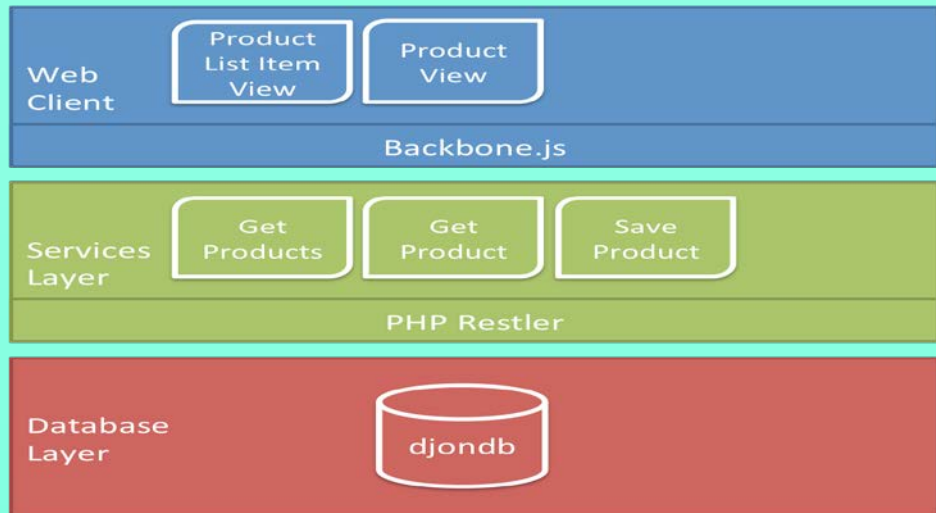 Web
Client
Product
List Item
View
Product
View
Backbone.js
Services
Layer
Get
Products
Get
Product
Save
Product
PHP Restler
Database
Layer
djondb